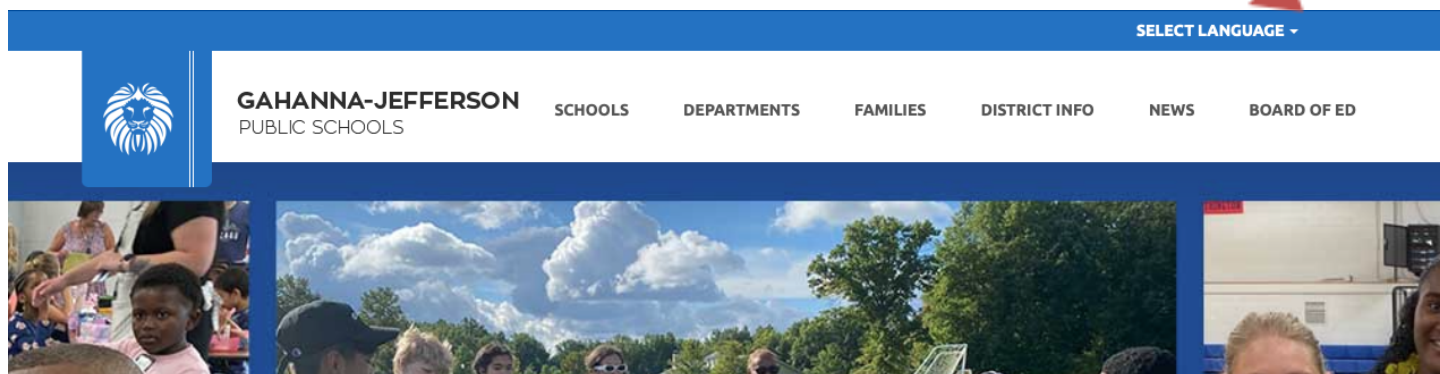 SELECT LANGUAGE
GAHANNA-JEFFERSON
PUBLIC SCHOOLS
SCHOOLS DEPARTMENTS FAMILIES DISTRICT INFO NEWS BOARD OF ED